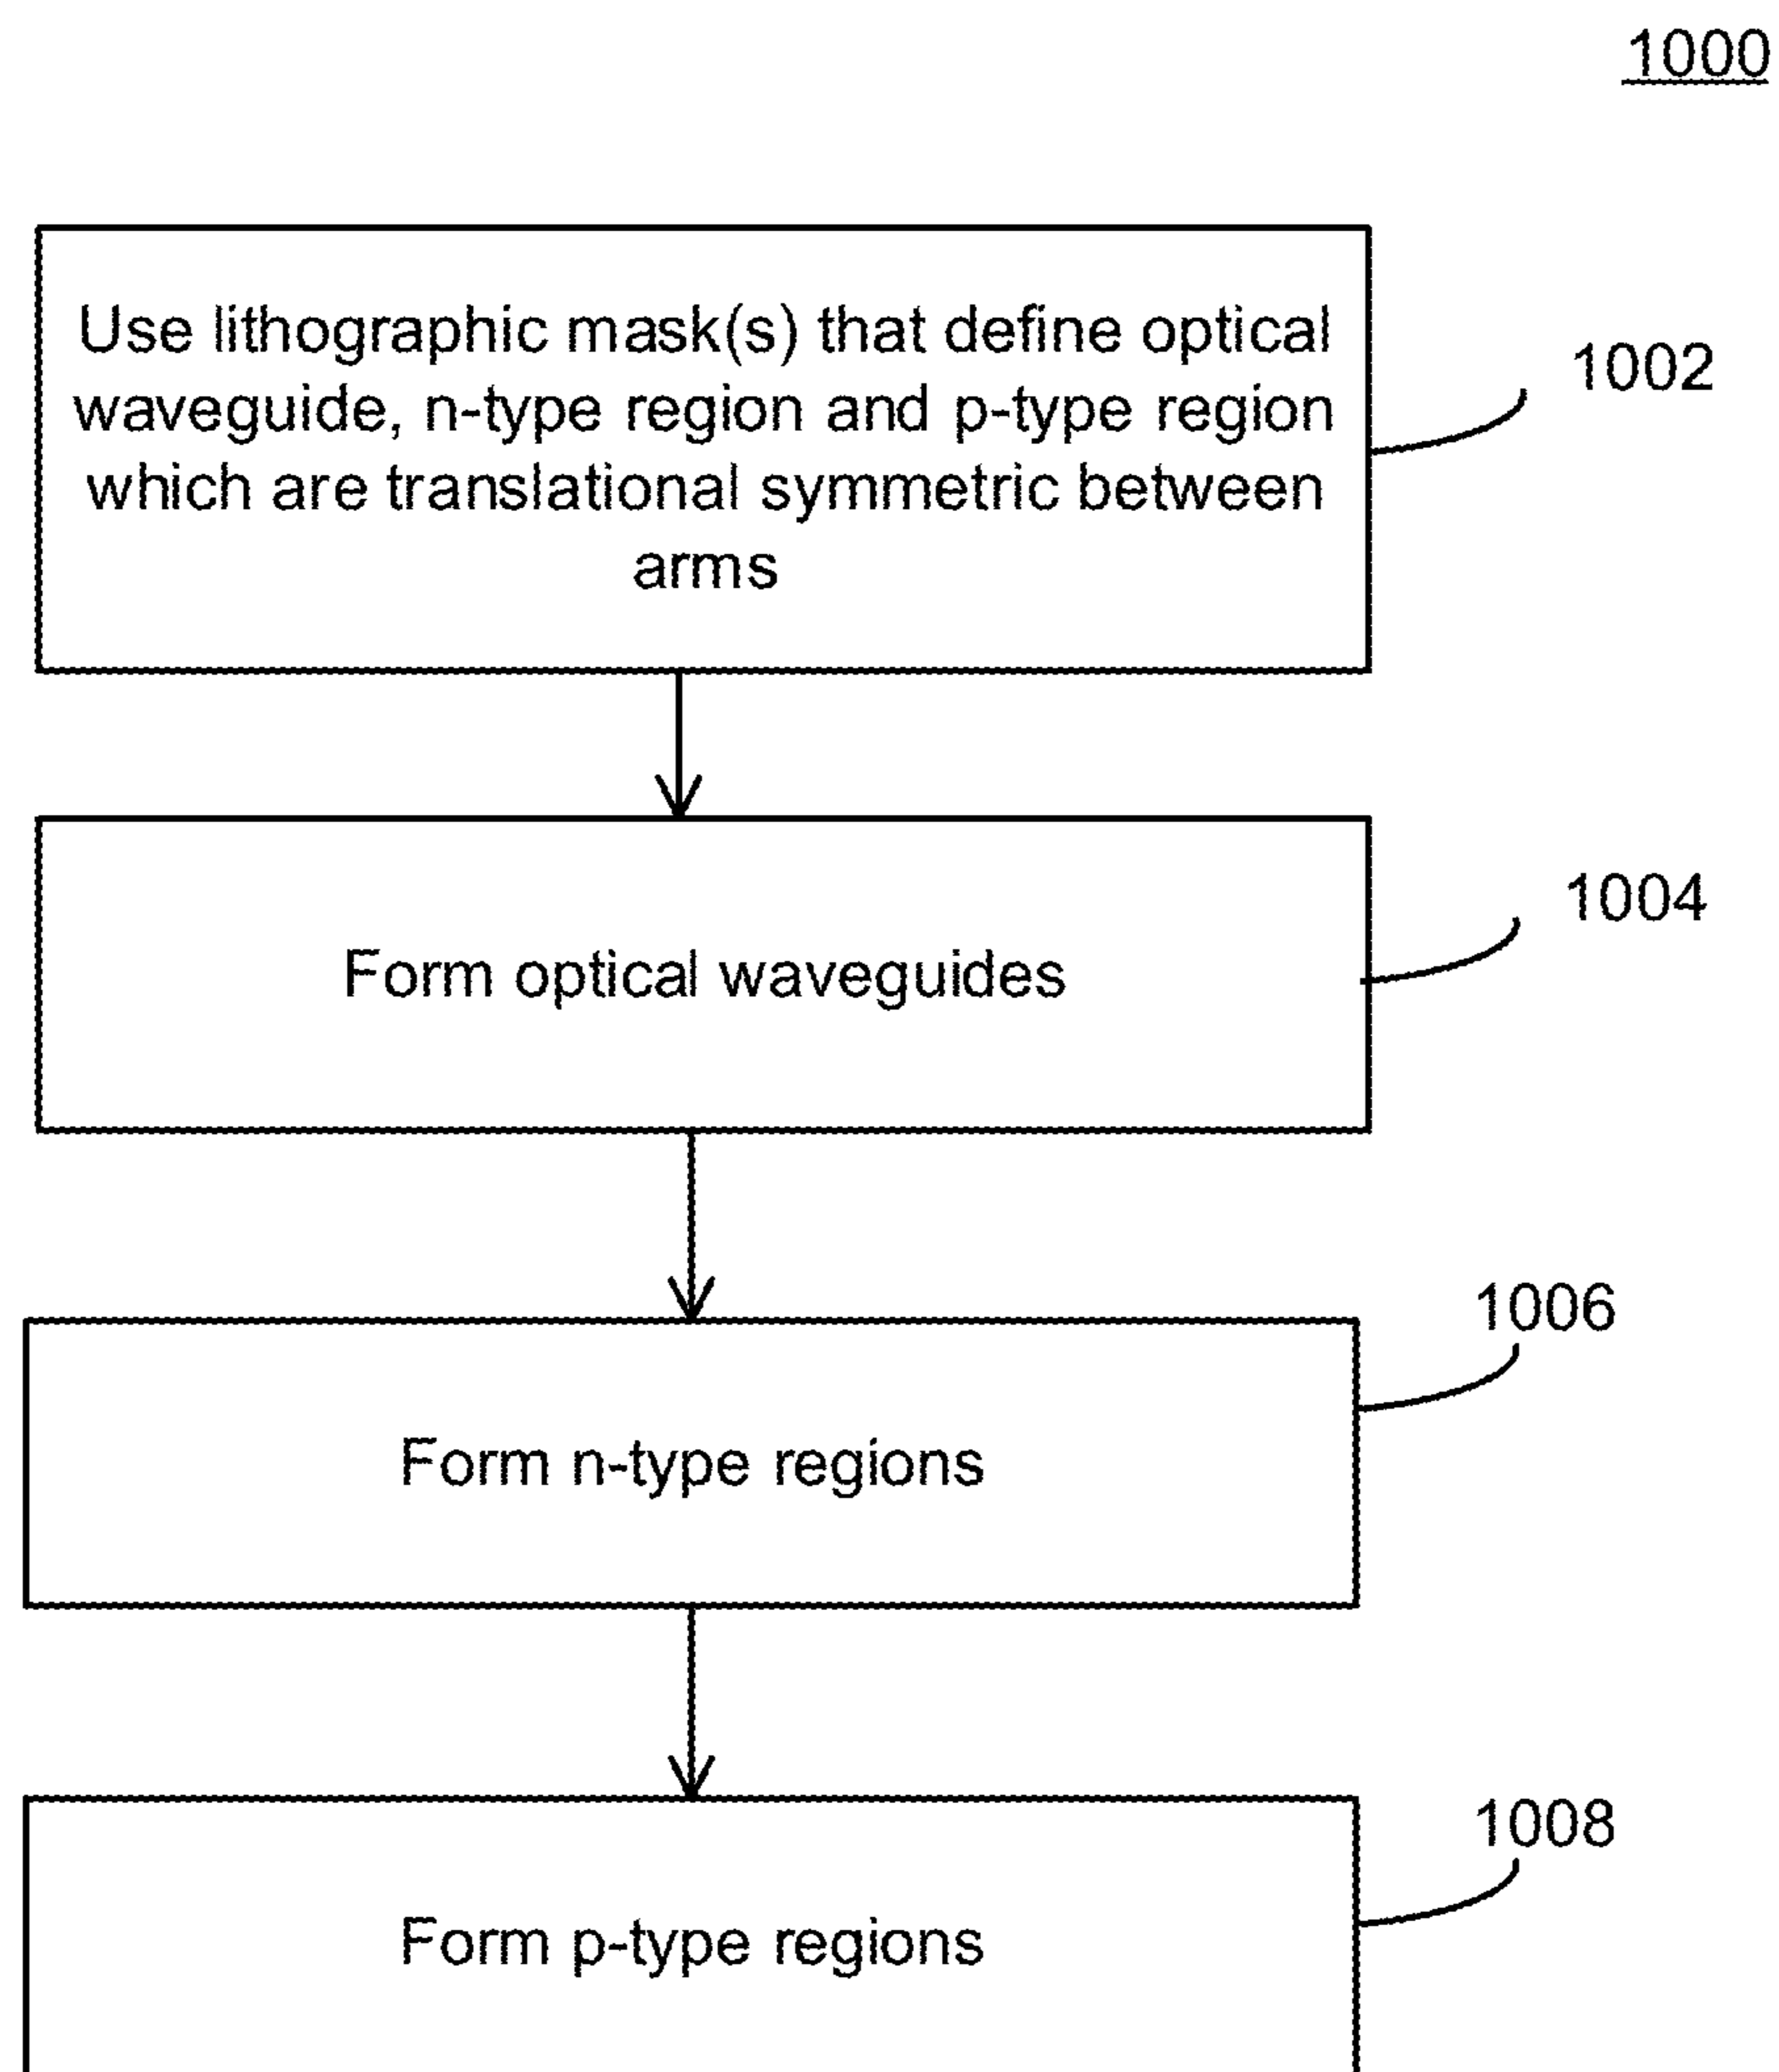 1000
Use lithographic mask(s) that define optical
waveguide, n-type region and p-type region
which are translational symmetric between
arms
1002
Form optical waveguides
1004
Form n-type regions
1006
Form p-type regions
1008